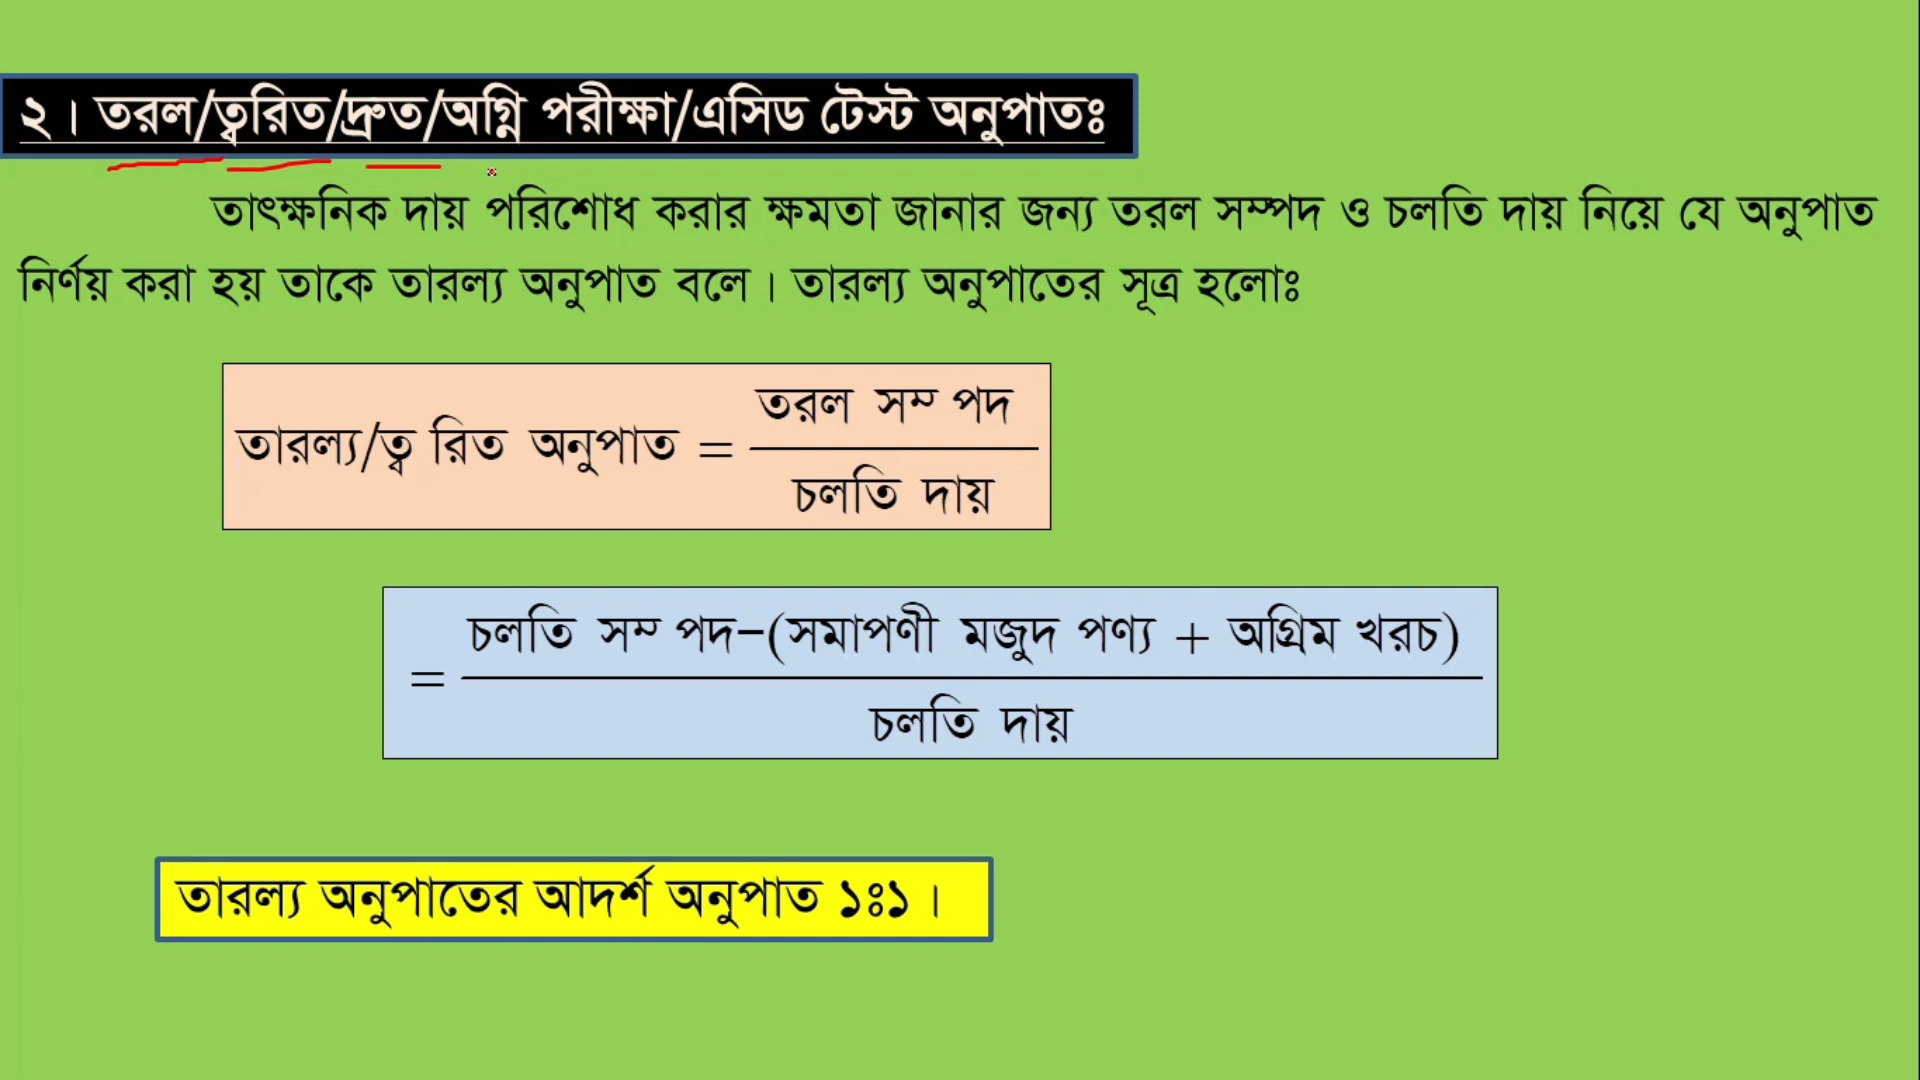 ২। তরল/ত্বরিত/দ্রুত/অগ্নি পরীক্ষা/এসিড টেস্ট অনুপাতঃ
তাৎক্ষনিক দায় পরিশোধ করার ক্ষমতা জানার জন্য তরল সম্পদ ও চলতি দায় নিয়ে যে অনুপাত
নির্ণয় করা হয় তাকে তারল্য অনুপাত বলে। তারল্য অনুপাতের সূত্র হলোঃ
তারল্য/ত্ব রিত অনুপাত =
তরল সম্পদ
চলতি দায়
=
চলতি সম্পদ−(সমাপণী মজুদ পণ্য + অগ্রিম খরচ)
চলতি দায়
তারল্য অনুপাতের আদর্শ অনুপাত ১ঃ১।